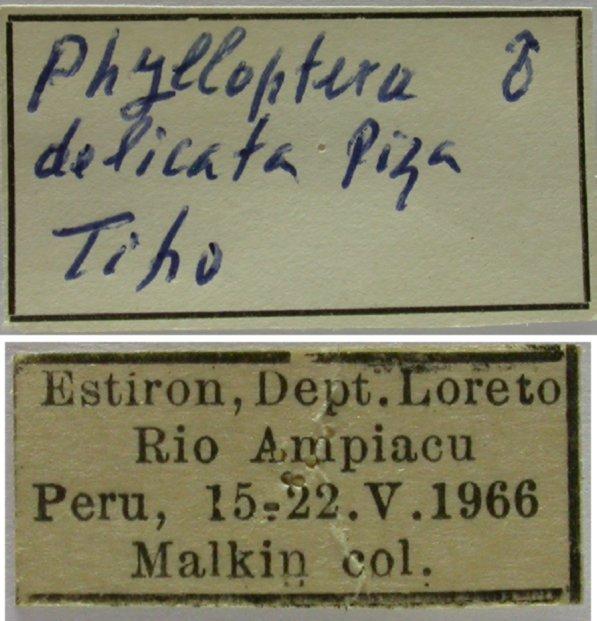 Phylloptera ♂
delicata Piza
Tipo
Estiron, Dept. Loreto
Rio Ampiacu
Peru, 15-22.V.1966
Malkin col.